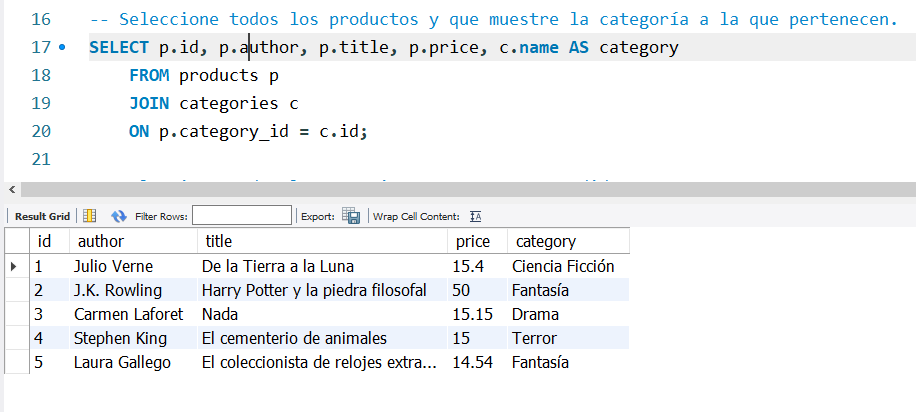 16 -- Seleccione todos los productos y que muestre la categoría a la que pertenecen.
17 SELECT p.id, p.author, p.title, p.price, c.name AS category
18 FROM products p
19 JOIN categories c
20 ON p.category_id = c.id;
21
Result Grid Filter Rows: Export: Wrap Cell Content:
id author title price category
1 Julio Verne De la Tierra a la Luna 15.4 Ciencia Ficción
2 J.K. Rowling Harry Potter y la piedra filosofal 50 Fantasía
3 Carmen Laforet Nada 15.15 Drama
4 Stephen King El cementerio de animales 15 Terror
5 Laura Gallego El coleccionista de relojes extra... 14.54 Fantasía